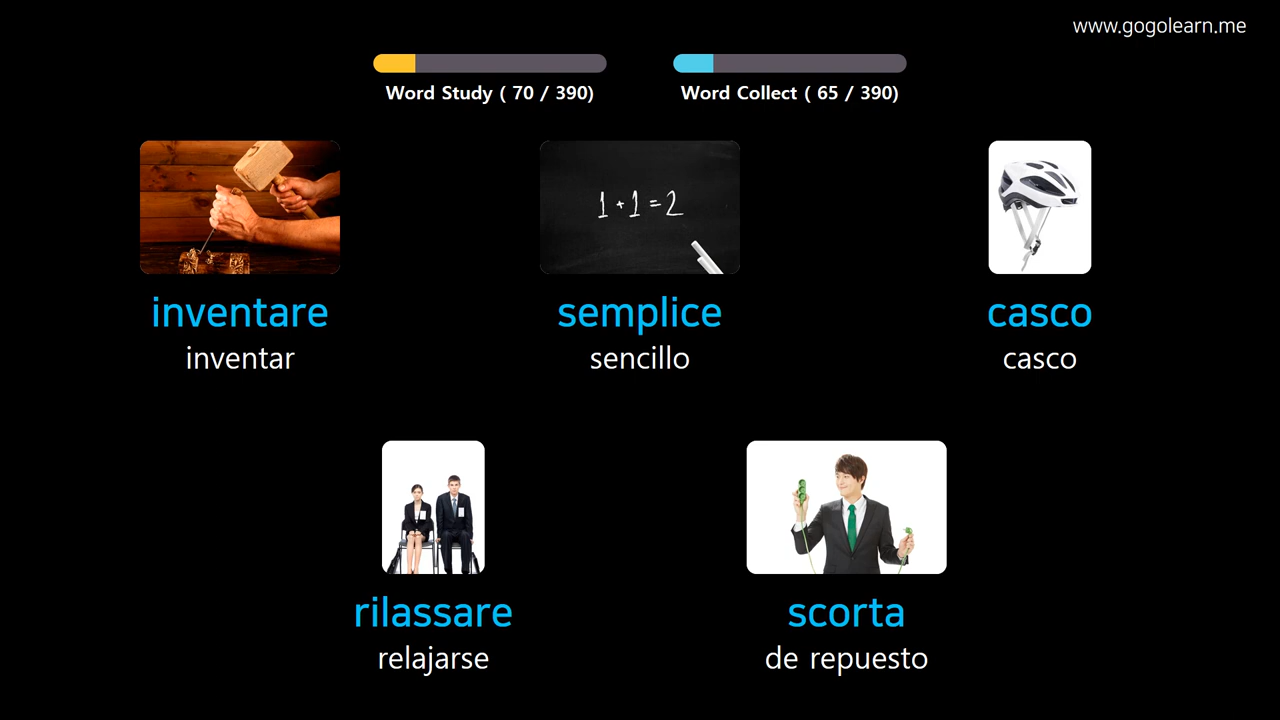 www.gogolearn.me
Word Study ( 70 / 390)
Word Collect ( 65 / 390)
1 + 1 = 2
inventare
inventar
semplice
sencillo
casco
casco
rilassare
relajarse
scorta
de repuesto